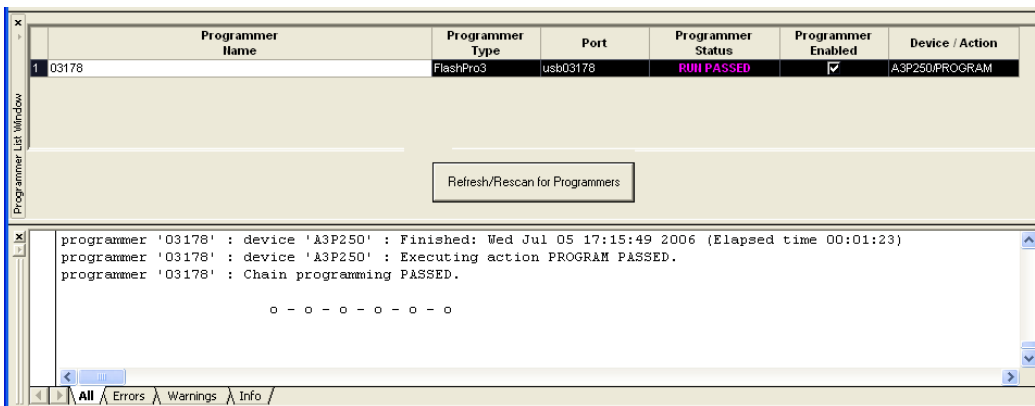 Programmer Name Programmer Type Port Programmer Status Programmer Enabled Device / Action
1 03178 FlashPro3 usb03178 RUN PASSED A3P250/PROGRAM
Programmer List Window
Refresh/Rescan for Programmers
programmer '03178' : device 'A3P250' : Finished: Wed Jul 05 17:15:49 2006 (Elapsed time 00:01:23)
programmer '03178' : device 'A3P250' : Executing action PROGRAM PASSED.
programmer '03178' : Chain programming PASSED.
o - o - o - o - o - o
All Errors Warnings Info